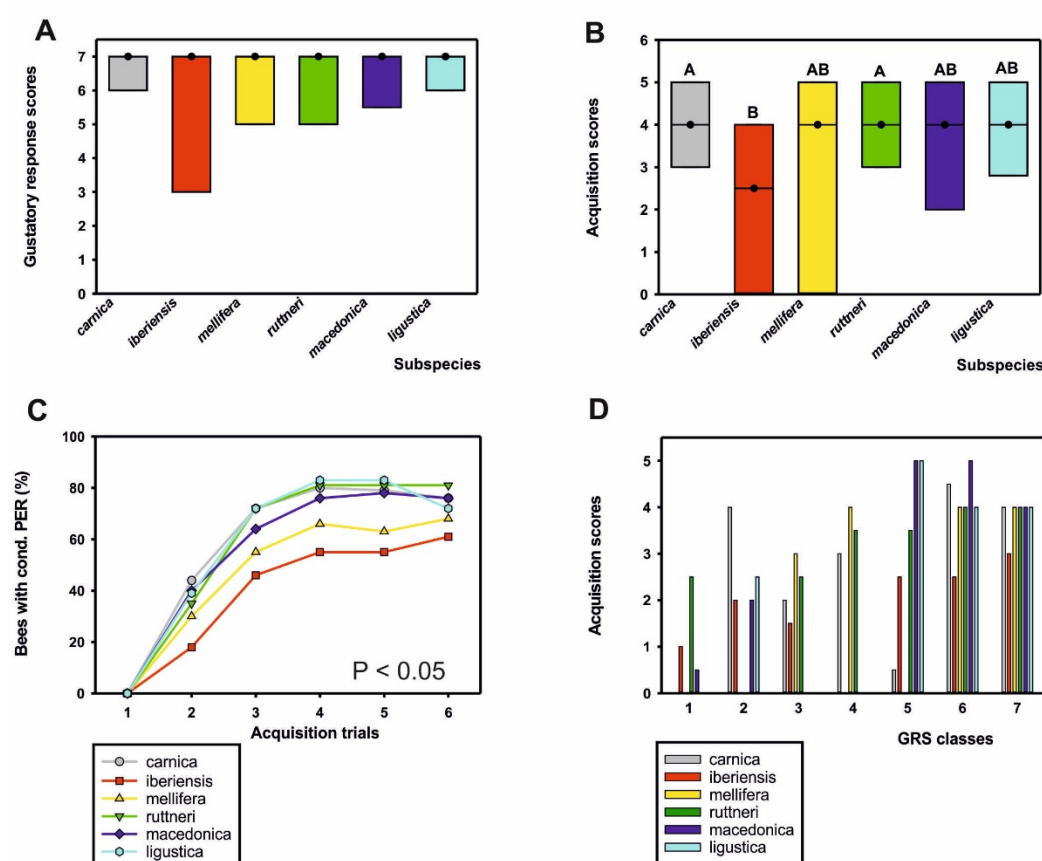 A
Gustatory response scores
7
6
5
4
3
2
1
0
carnica
iberiensis
mellifera
ruttneri
macedonica
ligustica
Subspecies
B
Acquisition scores
6
5
4
3
2
1
0
A
B
AB
A
AB
AB
carnica
iberiensis
mellifera
ruttneri
macedonica
ligustica
Subspecies
C
Bees with cond. PER (%)
100
80
60
40
20
0
P < 0.05
1 2 3 4 5 6
Acquisition trials
carnica
iberiensis
mellifera
ruttneri
macedonica
ligustica
D
Acquisition scores
5
4
3
2
1
0
1 2 3 4 5 6 7
GRS classes
carnica
iberiensis
mellifera
ruttneri
macedonica
ligustica